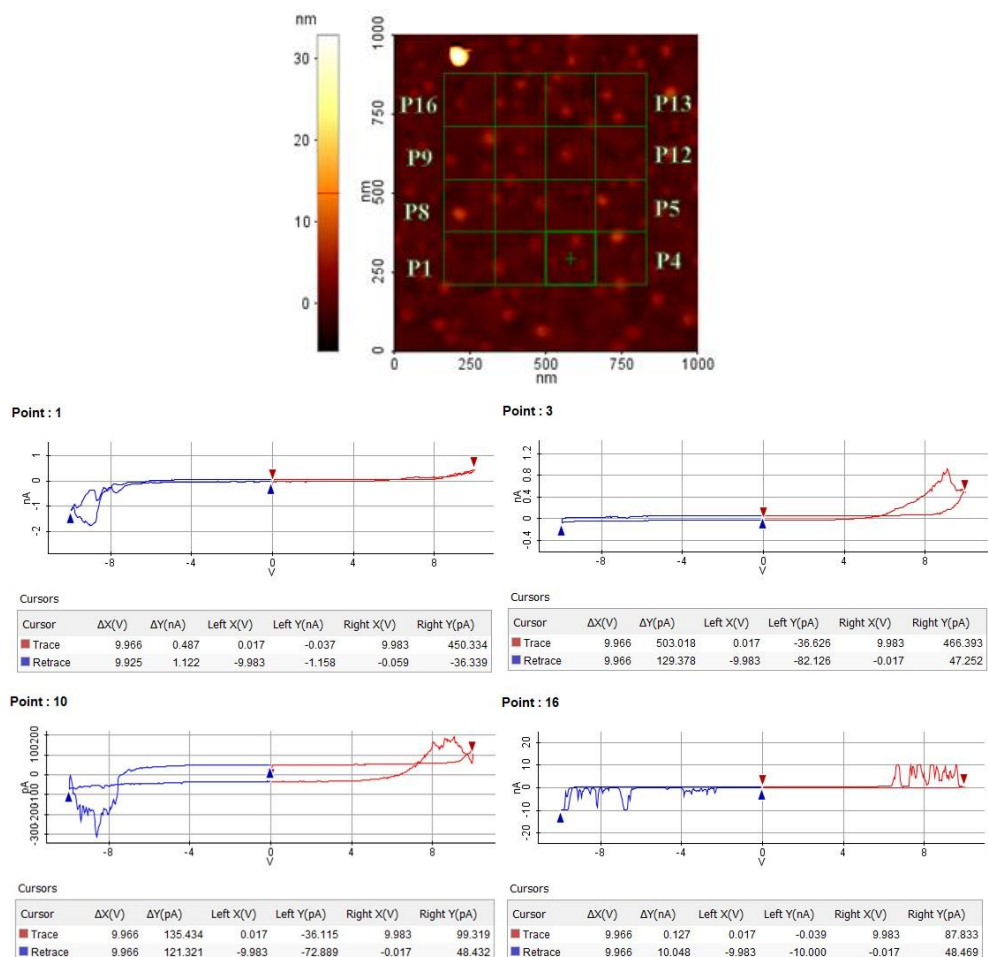 nm
30
20
10
0
1000
750
500
nm
250
0
P16
P13
P9
P12
P8
P5
P1
P4
0
250
500
750
1000
nm
Point : 1
1
0
-1
-2
nA
-8
-4
0
4
8
V
Cursors
Cursor ΔX(V) ΔY(nA) Left X(V) Left Y(nA) Right X(V) Right Y(pA)
Trace 9.966 0.487 0.017 -0.037 9.983 450.334
Retrace 9.925 1.122 -9.983 -1.158 -0.059 -36.339
Point : 3
1.2
0.8
0.4
0
-0.4
nA
-8
-4
0
4
8
V
Cursors
Cursor ΔX(V) ΔY(pA) Left X(V) Left Y(pA) Right X(V) Right Y(pA)
Trace 9.966 503.018 0.017 -36.626 9.983 466.393
Retrace 9.966 129.378 -9.983 -82.126 -0.017 47.252
Point : 10
200
100
0
-100
-200
-300
pA
-8
-4
0
4
8
V
Cursors
Cursor ΔX(V) ΔY(pA) Left X(V) Left Y(pA) Right X(V) Right Y(pA)
Trace 9.966 135.434 0.017 -36.115 9.983 99.319
Retrace 9.966 121.321 -9.983 -72.889 -0.017 48.432
Point : 16
20
10
0
-10
-20
nA
-8
-4
0
4
8
V
Cursors
Cursor ΔX(V) ΔY(nA) Left X(V) Left Y(nA) Right X(V) Right Y(pA)
Trace 9.966 0.127 0.017 -0.039 9.983 87.833
Retrace 9.966 10.048 -9.983 -10.000 -0.017 48.469